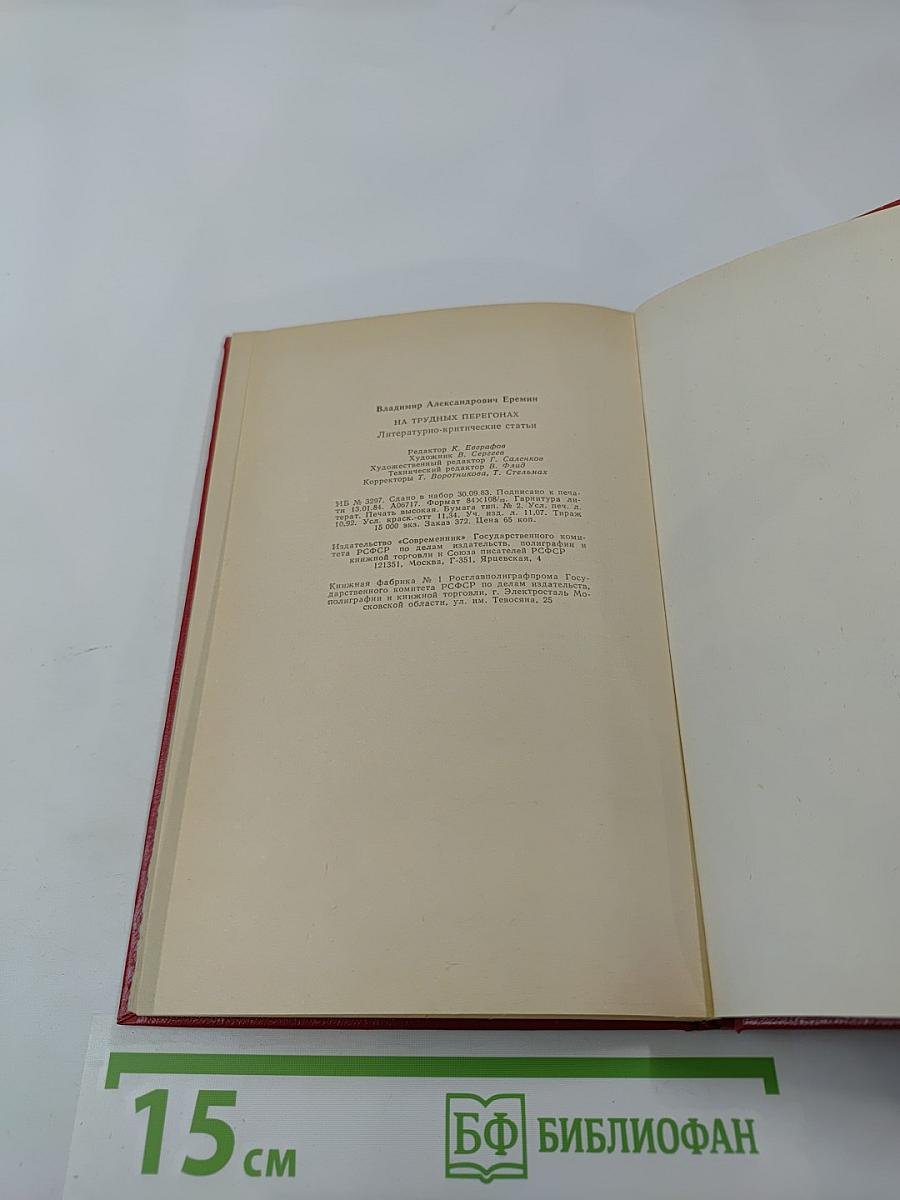 Владимир Александрович Еремин
НА ТРУДНЫХ ПЕРЕГОНАХ
Литературно-критические статьи
Редактор К. Евграфов
Художник В. Сергеев
Художественный редактор Г. Саленков
Технический редактор В. Флид
Корректоры Т. Воротникова, Т. Стельмах
ИБ № 3297. Сдано в набор 30.09.83. Подписано к печа-
ти 13.01.84. А06717. Формат 84×108/ Гарнитура ли-
терат. Печать высокая. Бумага тип. № 2. Усл. печ. л.
10,92. Усл. краск.-отт 11,34. Уч. изд. л. 11,07. Тираж
15 000 экз. Заказ 372. Цена 65 коп.
Издательство «Современник» Государственного коми-
тета РСФСР по делам издательств, полиграфии и
книжной торговли и Союза писателей РСФСР
121351, Москва, Г-351, Ярцевская, 4
Книжная фабрика № 1 Росглавполиграфпрома Госу-
дарственного комитета РСФСР по делам издательств,
полиграфии и книжной торговли, г. Электросталь Мо-
сковской области, ул. им. Тевосяна, 25
15 см
БФ БИБЛИОФАН